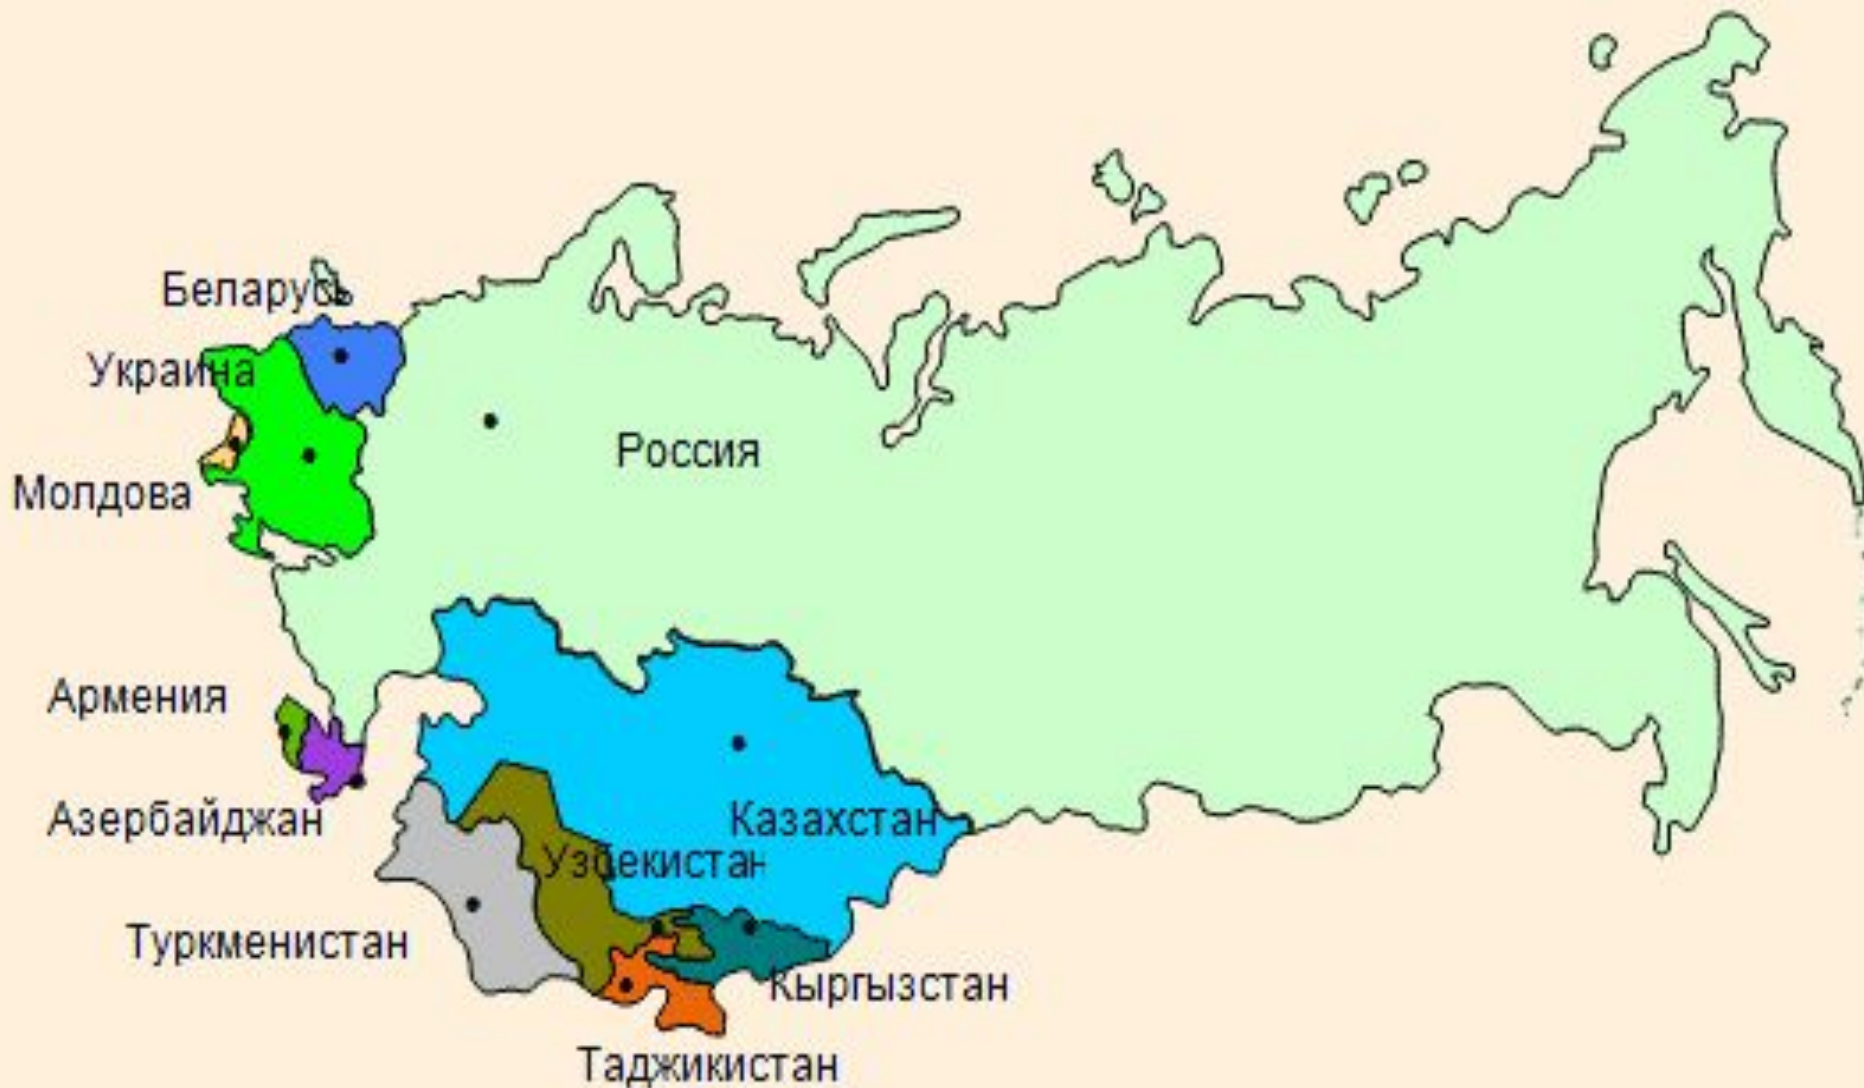 Беларусь
Украина
Россия
Молдова
Армения
Азербайджан
Казахстан
Узбекистан
Туркменистан
Кыргызстан
Таджикистан